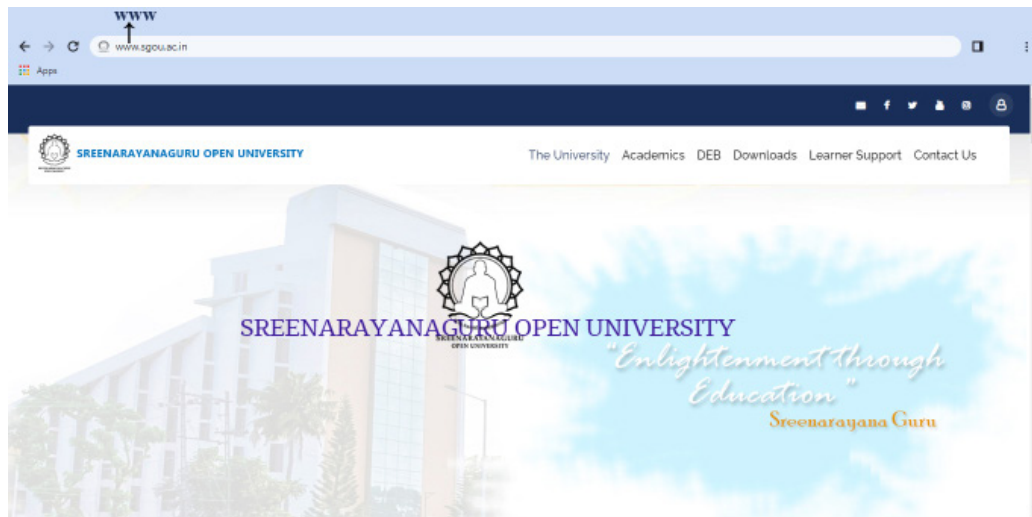 WWW
www.sgou.ac.in
Apps
SREENARAYANAGURU OPEN UNIVERSITY
The University Academics DEB Downloads Learner Support Contact Us
SREENARAYANAGURU OPEN UNIVERSITY
SREENARAYANAGURU
OPEN UNIVERSITY
"Enlightenment through
Education"
Sreenarayana Guru